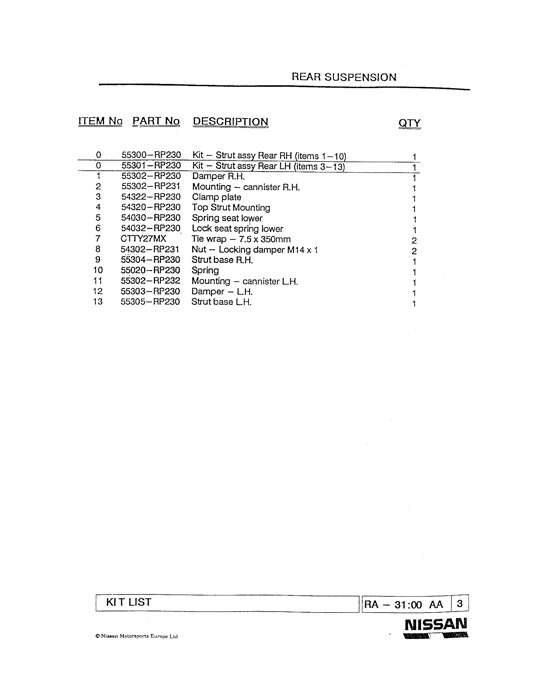 REAR SUSPENSION
ITEM No PART No DESCRIPTION QTY
0 55300-RP230 Kit - Strut assy Rear RH (items 1-10) 1
0 55301-RP230 Kit - Strut assy Rear LH (items 3-13) 1
1 55302-RP230 Damper R.H. 1
2 55302-RP231 Mounting - cannister R.H. 1
3 54322-RP230 Clamp plate 1
4 54320-RP230 Top Strut Mounting 1
5 54030-RP230 Spring seat lower 1
6 54032-RP230 Lock seat spring lower 1
7 CTTY27MX Tie wrap - 7.5 x 350mm 2
8 54302-RP231 Nut - Locking damper M14 x 1 2
9 55304-RP230 Strut base R.H. 1
10 55020-RP230 Spring 1
11 55302-RP232 Mounting - cannister L.H. 1
12 55303-RP230 Damper - L.H. 1
13 55305-RP230 Strut base L.H. 1
KIT LIST RA - 31:00 AA 3
NISSAN
© Nissan Motorsports Europe Ltd